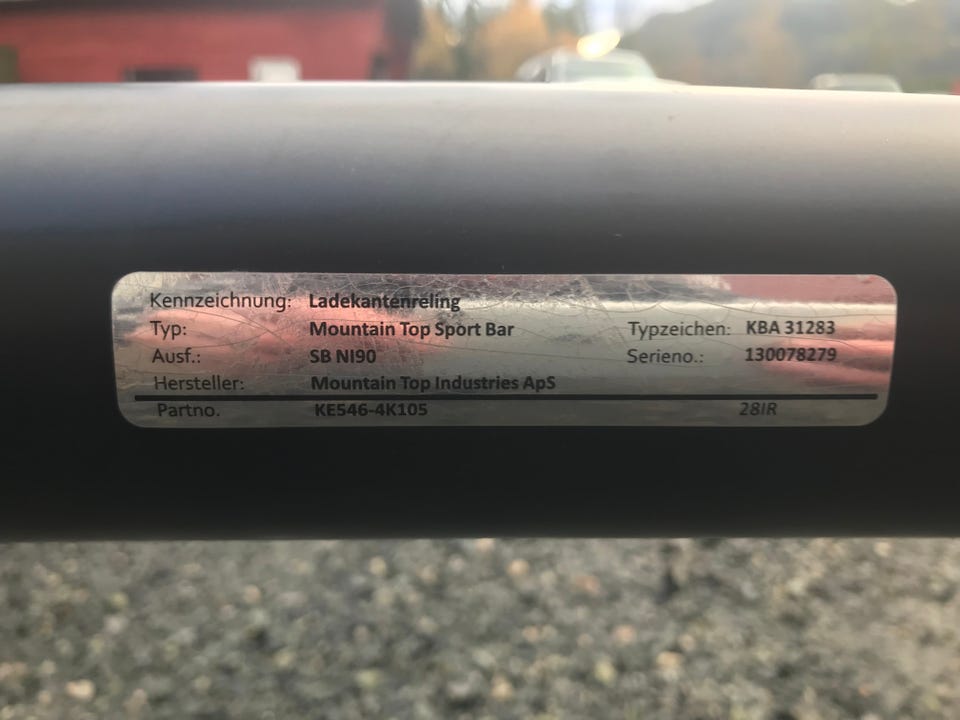 Kennzeichnung: Ladekantenreling
Typ: Mountain Top Sport Bar Typzeichen: KBA 31283
Ausf.: SB NI90 Serieno.: 130078279
Hersteller: Mountain Top Industries ApS
Partno. KE546-4K105 28IR